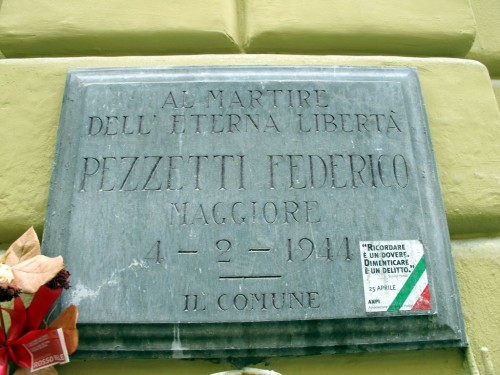 AL MARTIRE
DELL' ETERNA LIBERTÀ
PEZZETTI FEDERICO
MAGGIORE
4 - 2 - 1944
IL COMUNE
"RICORDARE
È UN DOVERE.
DIMENTICARE
È UN DELITTO."
25 APRILE
ANPI
ROSSO